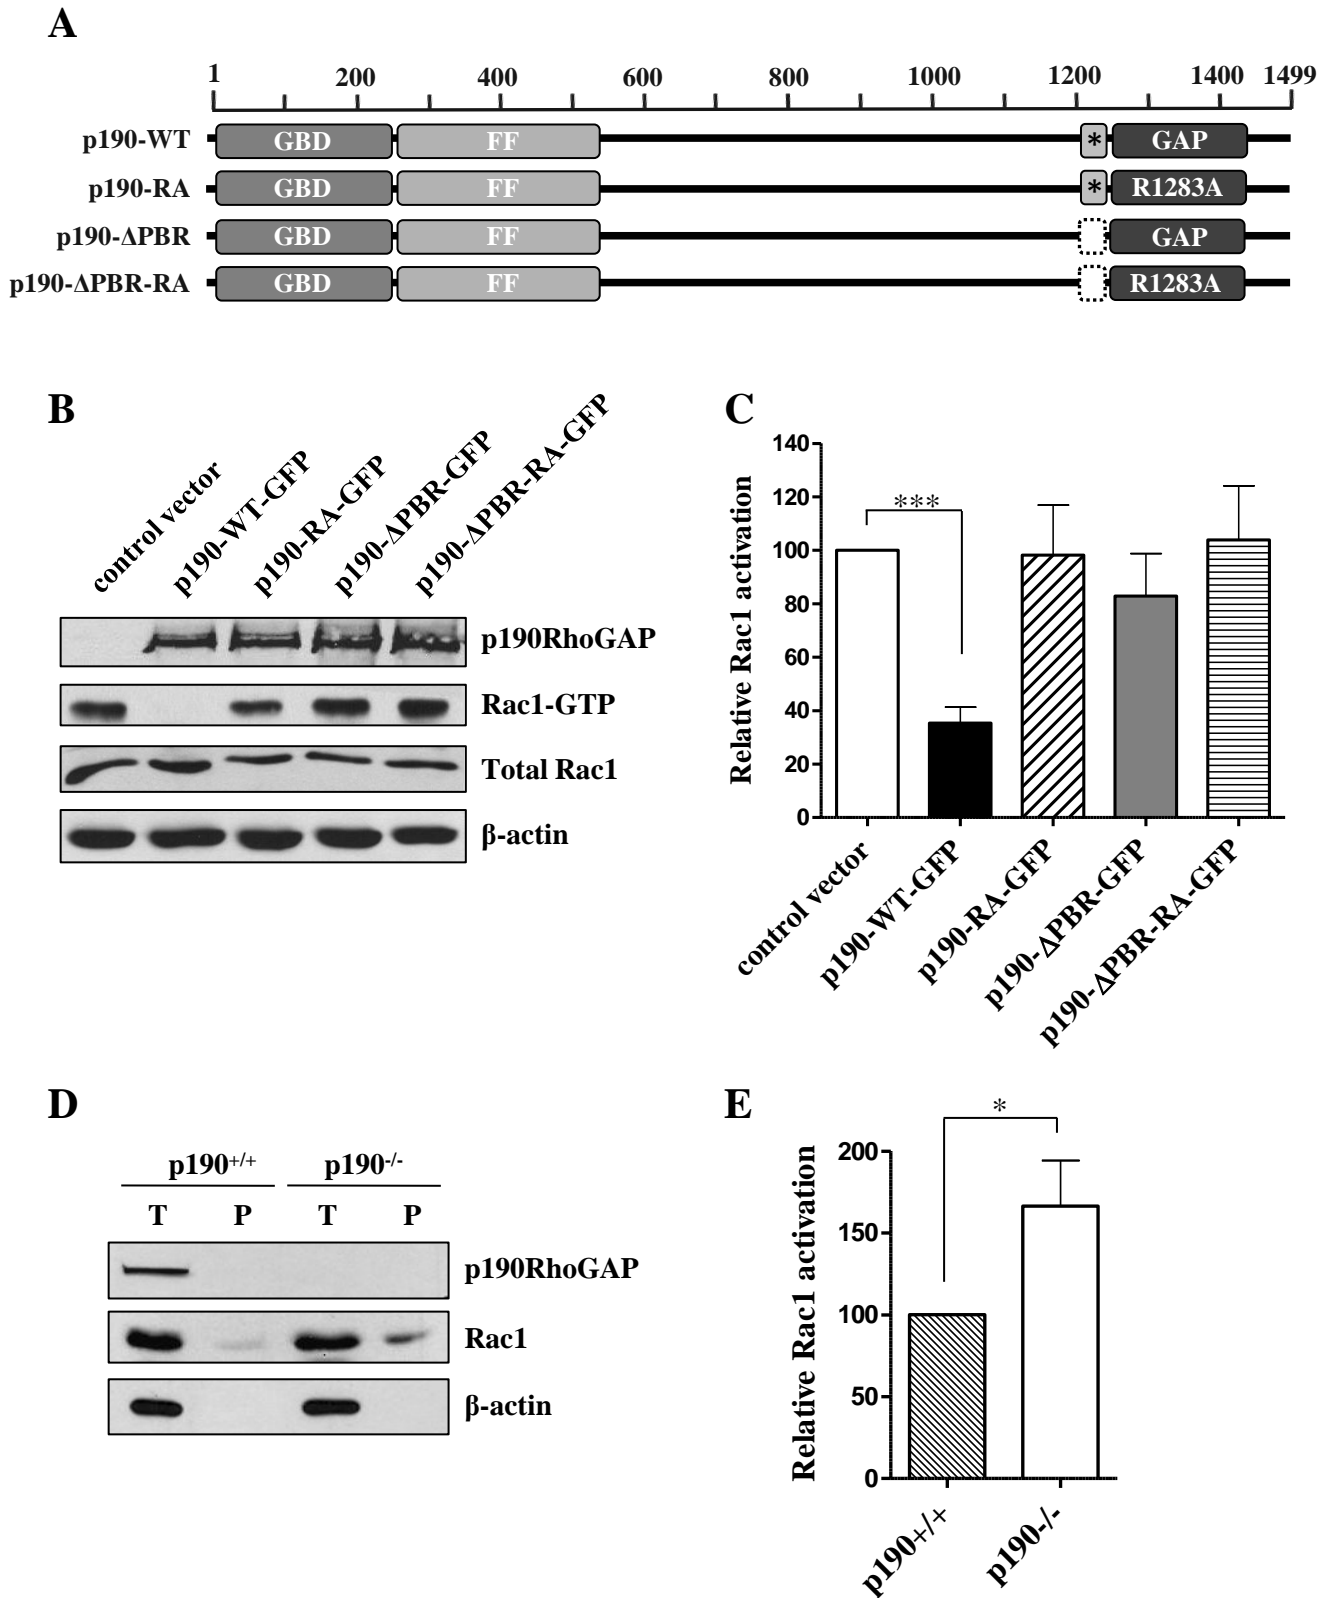 A
1 200 400 600 800 1000 1200 1400 1499
p190-WT GBD FF * GAP
p190-RA GBD FF * R1283A
p190-ΔPBR GBD FF GAP
p190-ΔPBR-RA GBD FF R1283A
B
control vector
p190-WT-GFP
p190-RA-GFP
p190-ΔPBR-GFP
p190-ΔPBR-RA-GFP
p190RhoGAP
Rac1-GTP
Total Rac1
β-actin
C
Relative Rac1 activation
140
120
100
80
60
40
20
0
***
control vector
p190-WT-GFP
p190-RA-GFP
p190-ΔPBR-GFP
p190-ΔPBR-RA-GFP
D
p190+/+ p190-/-
T P T P
p190RhoGAP
Rac1
β-actin
E
Relative Rac1 activation
*
200
150
100
50
0
p190+/+
p190-/-